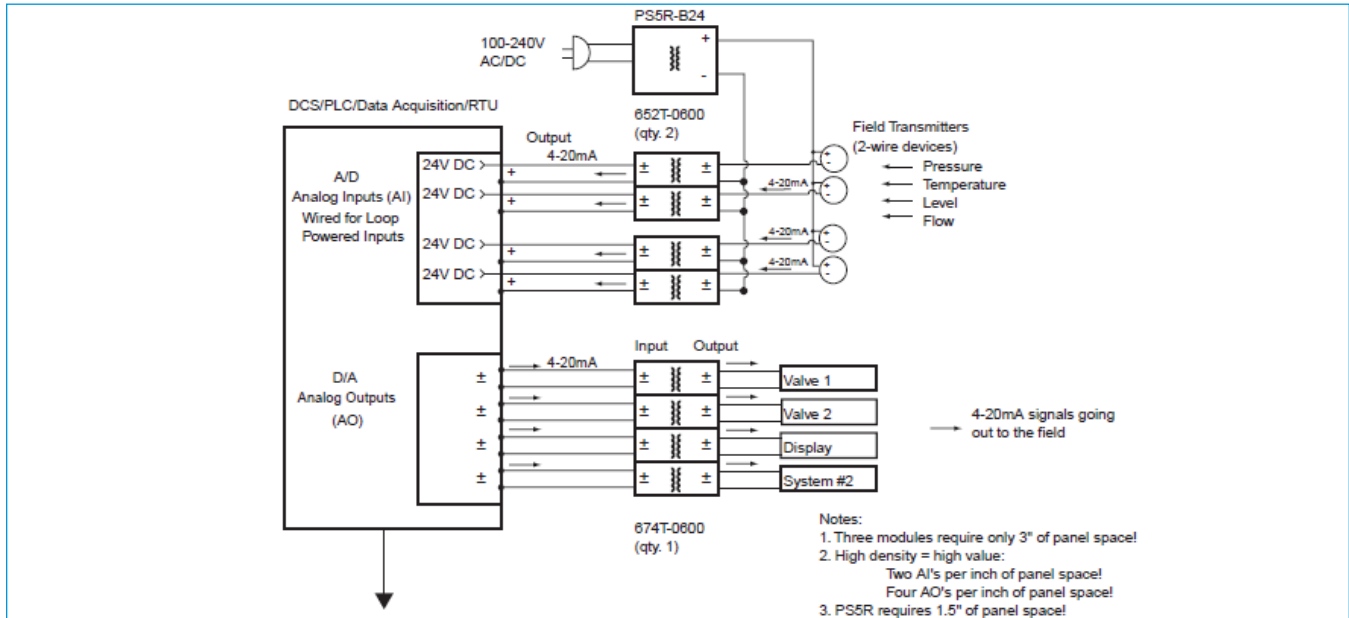 PS5R-B24
100-240V
AC/DC
+
-
DCS/PLC/Data Acquisition/RTU
652T-0600
(qty. 2)
Output
4-20mA
Field Transmitters
(2-wire devices)
Pressure
Temperature
Level
Flow
A/D
Analog Inputs (AI)
Wired for Loop
Powered Inputs
24V DC
+
± ±
+
-
24V DC
+
± ±
4-20mA
+
-
24V DC
+
± ±
4-20mA
+
-
24V DC
+
± ±
4-20mA
+
-
Input Output
4-20mA
D/A
Analog Outputs
(AO)
± ± ± Valve 1
± ± ± Valve 2
± ± ± Display
± ± ± System #2
4-20mA signals going
out to the field
674T-0600
(qty. 1)
Notes:
1. Three modules require only 3" of panel space!
2. High density = high value:
Two AI's per inch of panel space!
Four AO's per inch of panel space!
3. PS5R requires 1.5" of panel space!